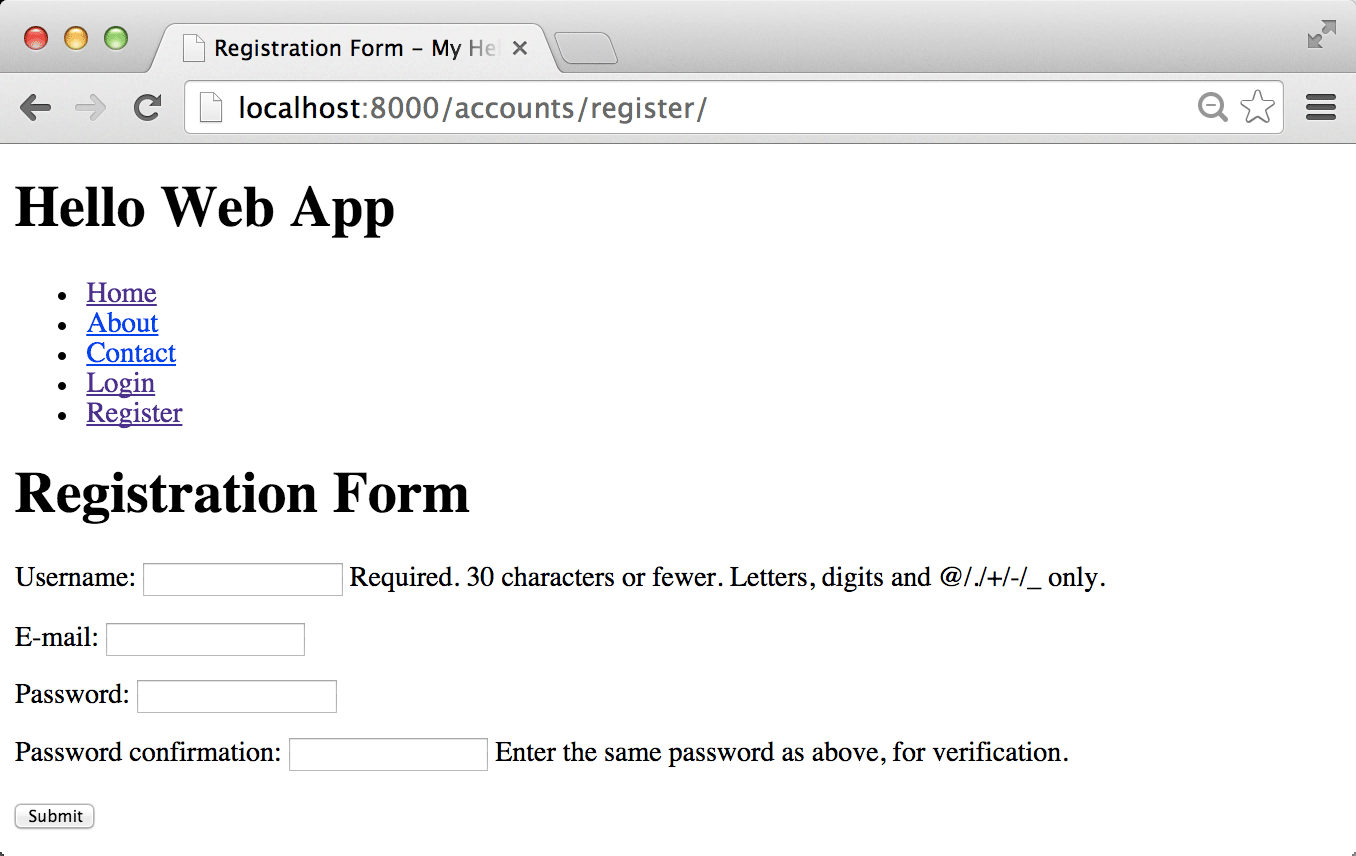 Registration Form – My He
localhost:8000/accounts/register/
Hello Web App
Home
About
Contact
Login
Register
Registration Form
Username: Required. 30 characters or fewer. Letters, digits and @/./+/-/_ only.
E-mail:
Password:
Password confirmation: Enter the same password as above, for verification.
Submit